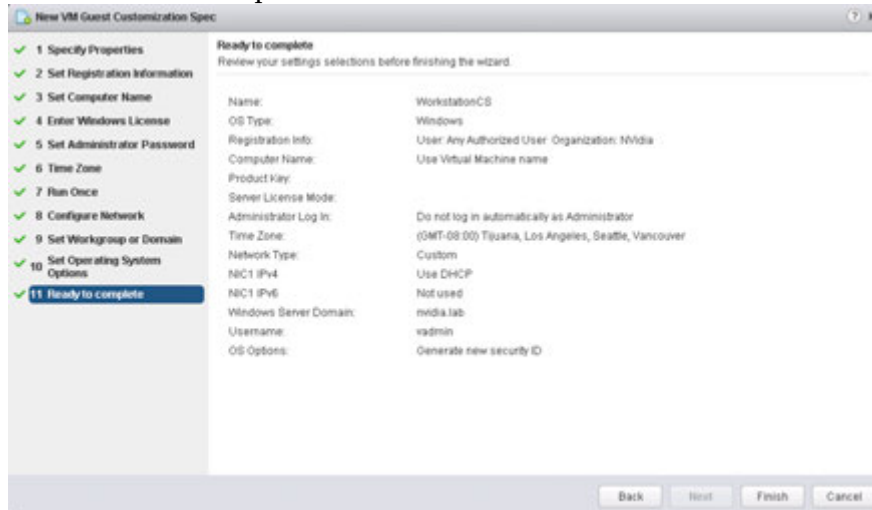 New VM Guest Customization Spec
?
1 Specify Properties
2 Set Registration Information
3 Set Computer Name
4 Enter Windows License
5 Set Administrator Password
6 Time Zone
7 Run Once
8 Configure Network
9 Set Workgroup or Domain
10 Set Operating System
Options
11 Ready to complete
Ready to complete
Review your settings selections before finishing the wizard.
Name: WorkstationCS
OS Type: Windows
Registration Info: User: Any Authorized User Organization: NVidia
Computer Name: Use Virtual Machine name
Product Key:
Server License Mode:
Administrator Log In: Do not log in automatically as Administrator
Time Zone: (GMT-08:00) Tijuana, Los Angeles, Seattle, Vancouver
Network Type: Custom
NIC1 IPv4 Use DHCP
NIC1 IPv6 Not used
Windows Server Domain: nvidia.lab
Username: vadmin
OS Options: Generate new security ID
Back Next Finish Cancel